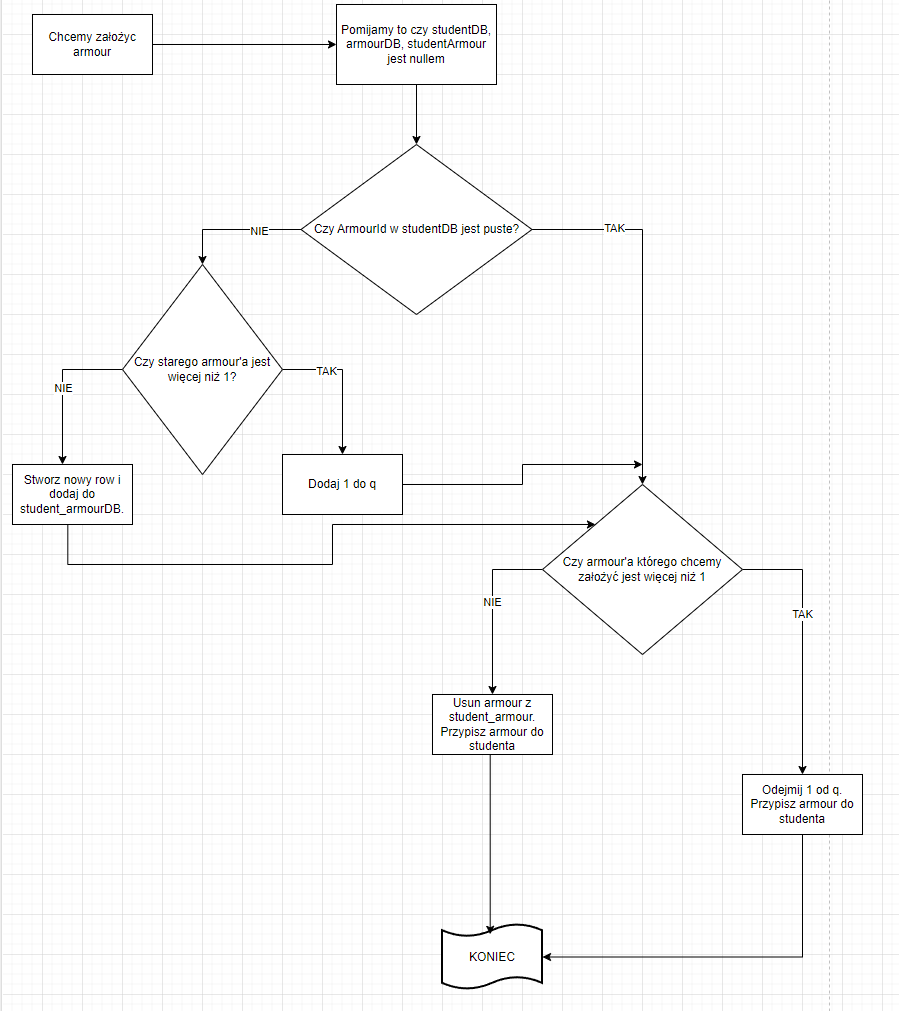 Chcemy założyc
armour
Pomijamy to czy studentDB,
armourDB, studentArmour
jest nullem
Czy ArmourId w studentDB jest puste?
NIE
TAK
Czy starego armour'a jest
więcej niż 1?
NIE
TAK
Stworz nowy row i
dodaj do
student_armourDB.
Dodaj 1 do q
Czy armour'a którego chcemy
założyć jest więcej niż 1
NIE
TAK
Usun armour z
student_armour.
Przypisz armour do
studenta
Odejmij 1 od q.
Przypisz armour do
studenta
KONIEC